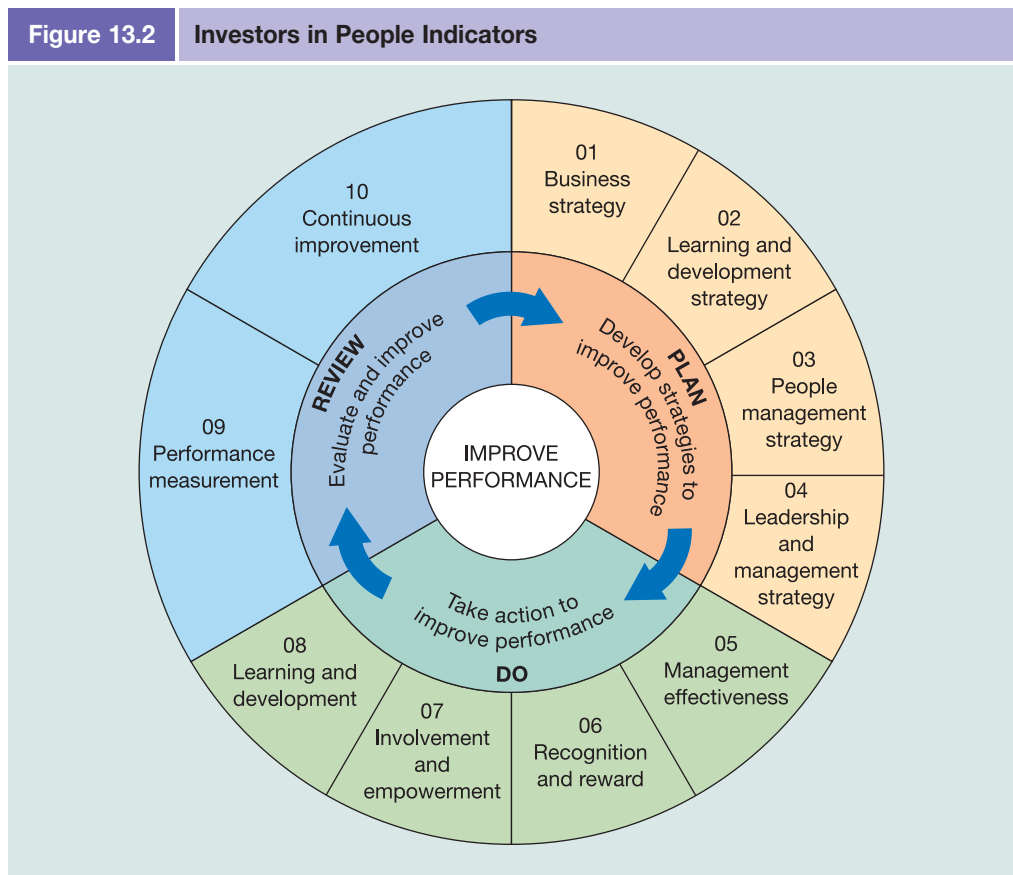 Figure 13.2 Investors in People Indicators
01
Business
strategy
02
Learning and
development
strategy
03
People
management
strategy
04
Leadership
and
management
strategy
05
Management
effectiveness
06
Recognition
and reward
07
Involvement
and
empowerment
08
Learning and
development
09
Performance
measurement
10
Continuous
improvement
PLAN
Develop strategies to
improve performance
Take action to
improve performance
DO
REVIEW
Evaluate and improve
performance
IMPROVE
PERFORMANCE